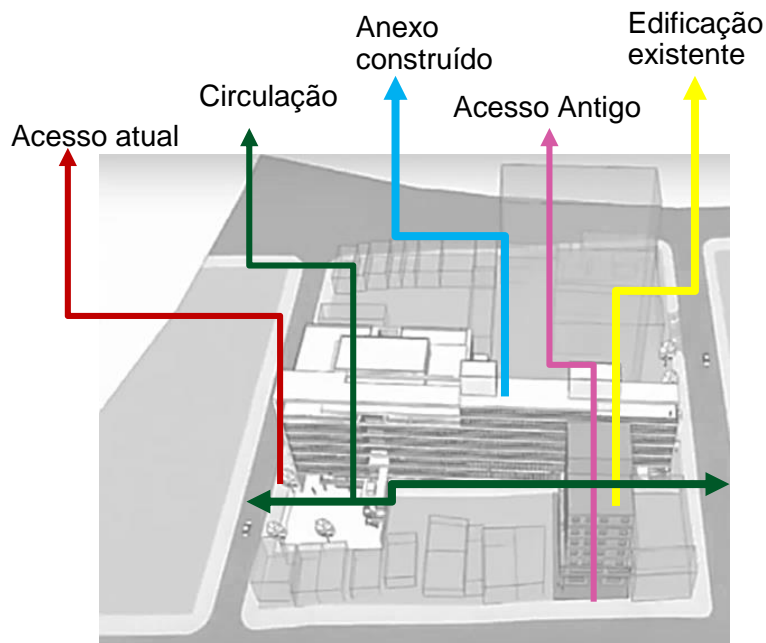 Acesso atual
Circulação
Anexo
construído
Acesso Antigo
Edificação
existente